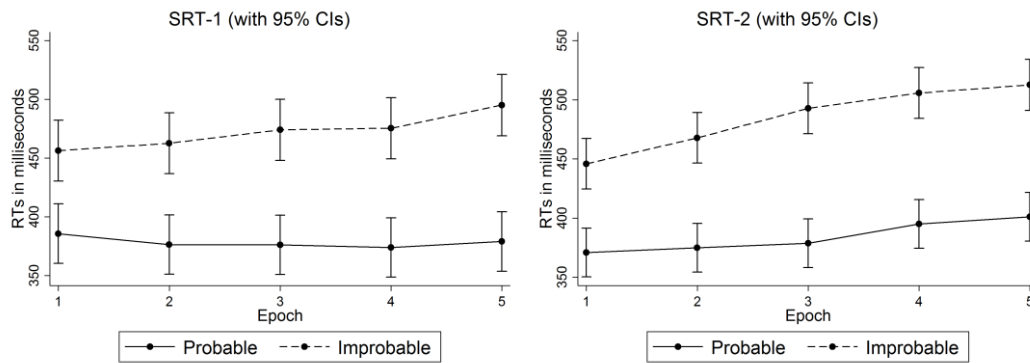 SRT-1 (with 95% CIs)
RTs in milliseconds
550
500
450
400
350
1 2 3 4 5
Epoch
Probable Improbable
SRT-2 (with 95% CIs)
RTs in milliseconds
550
500
450
400
350
1 2 3 4 5
Epoch
Probable Improbable